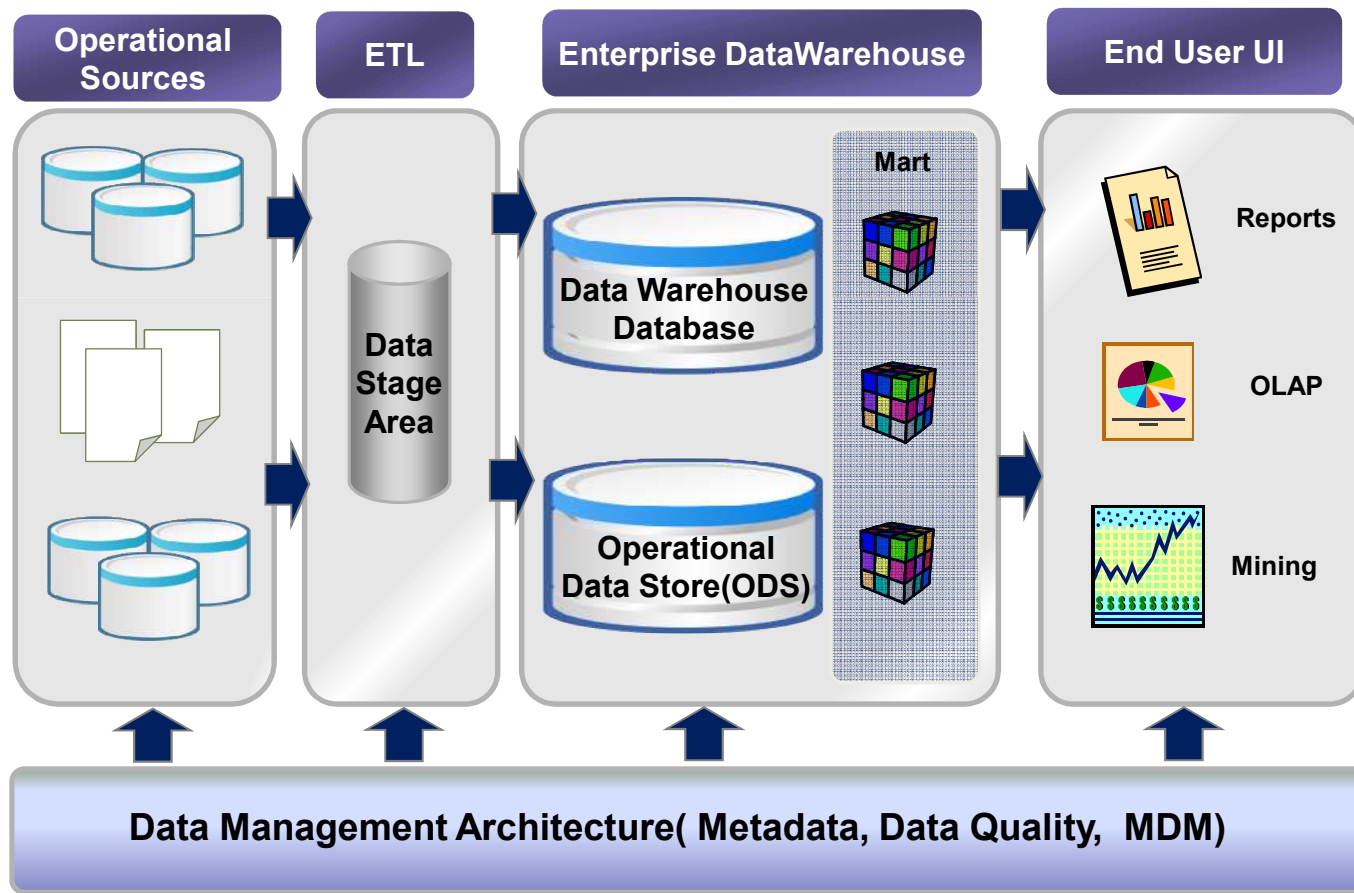 Operational
Sources
ETL
Enterprise DataWarehouse
End User UI
Mart
Data Warehouse
Database
Data
Stage
Area
Operational
Data Store(ODS)
Reports
OLAP
Mining
Data Management Architecture( Metadata, Data Quality, MDM)